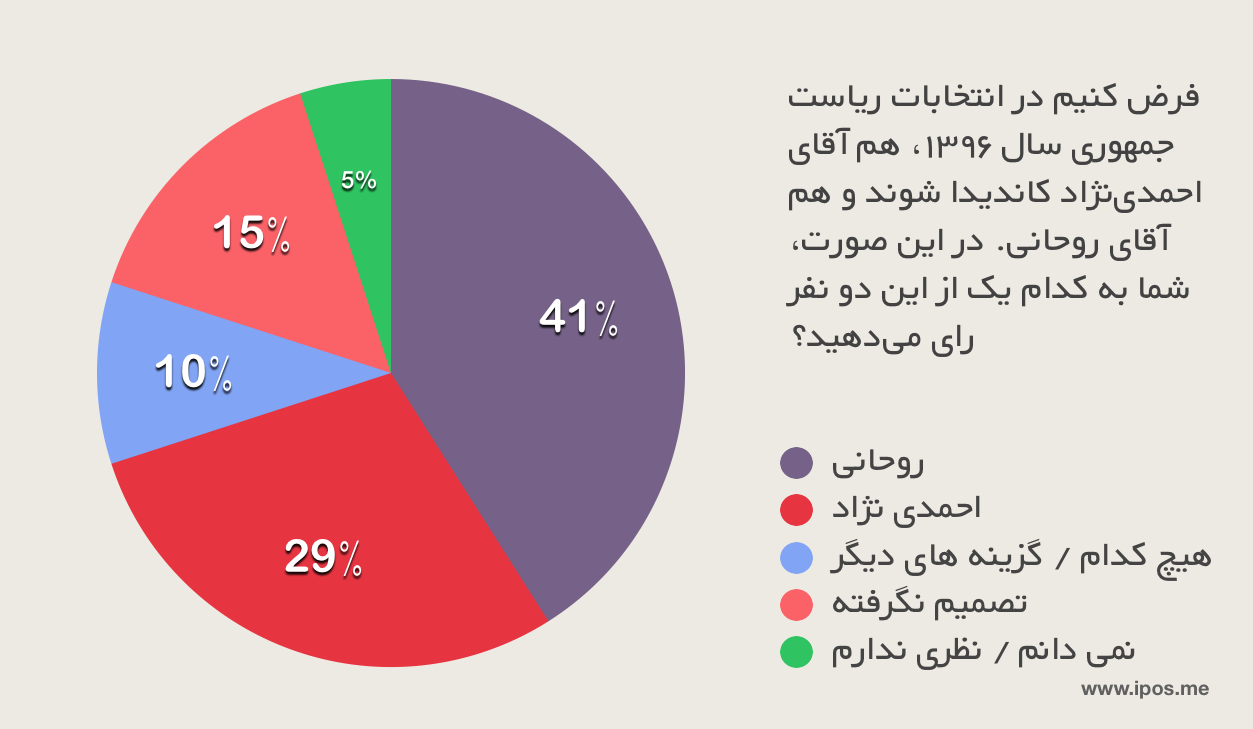 فرض کنیم در انتخابات ریاست
جمهوری سال ۱۳۹۶، هم آقای
احمدی‌نژاد کاندیدا شوند و هم
آقای روحانی. در این صورت،
شما به کدام یک از این دو نفر
رای می‌دهید؟
5%
15%
41%
10%
29%
روحانی
احمدی نژاد
هیچ کدام / گزینه های دیگر
تصمیم نگرفته
نمی دانم / نظری ندارم
www.ipos.me